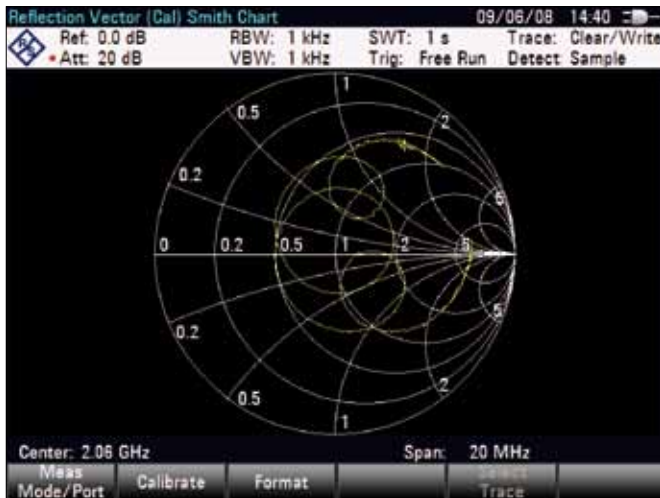 Reflection Vector (Cal) Smith Chart 09/06/08 14:40
Ref: 0.0 dB RBW: 1 kHz SWT: 1 s Trace: Clear/Write
Att: 20 dB VBW: 1 kHz Trig: Free Run Detect: Sample
1
0.5 2
0.2 5
0 0.2 0.5 1 2 5
0.2 5
0.5 2
1
Center: 2.06 GHz Span: 20 MHz
Meas Mode/Port Calibrate Format Select Trace